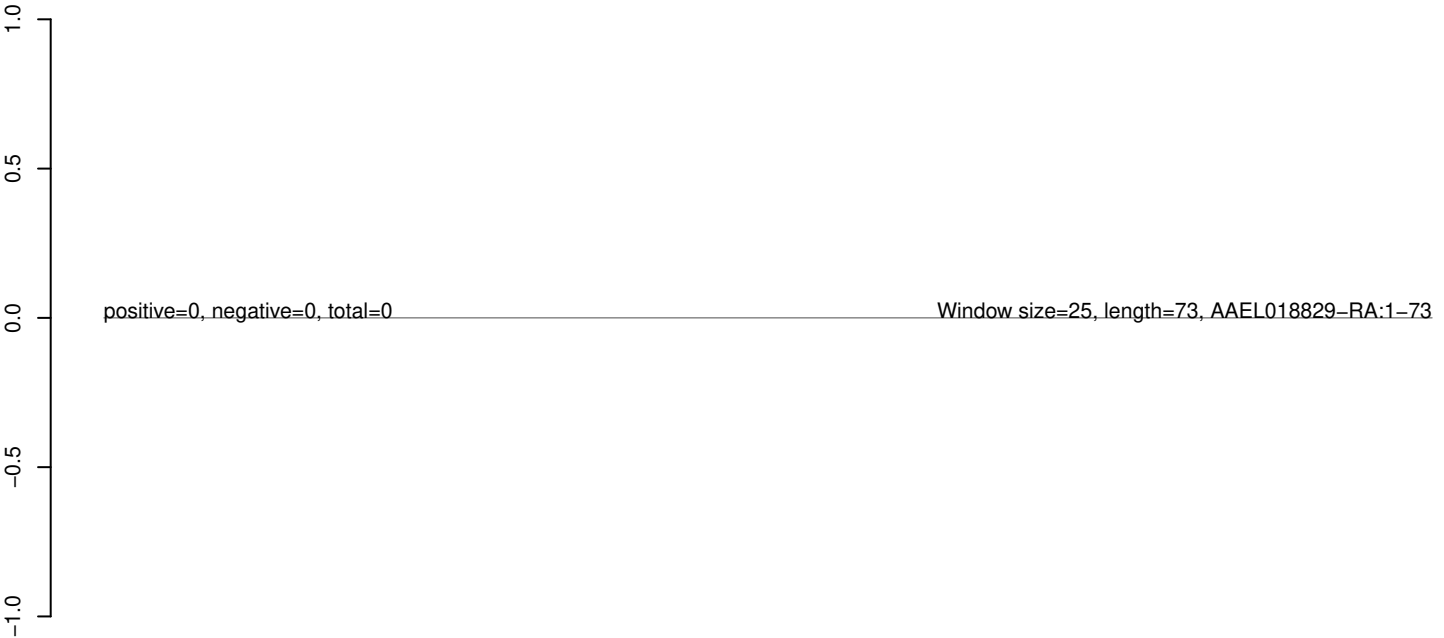 1.0
0.5
0.0
−0.5
−1.0
positive=0, negative=0, total=0
Window size=25, length=73, AAEL018829−RA:1−73